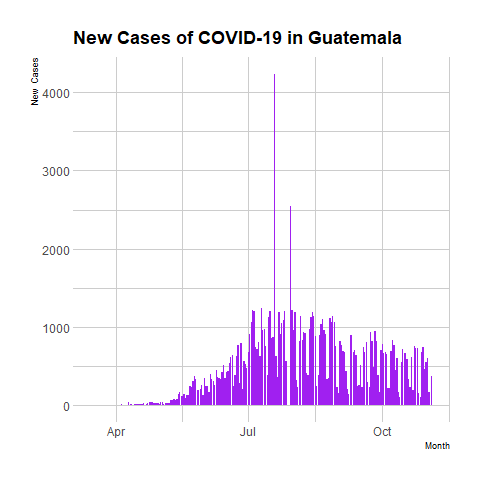 New Cases of COVID-19 in Guatemala
New Cases
4000
3000
2000
1000
0
Apr
Jul
Oct
Month